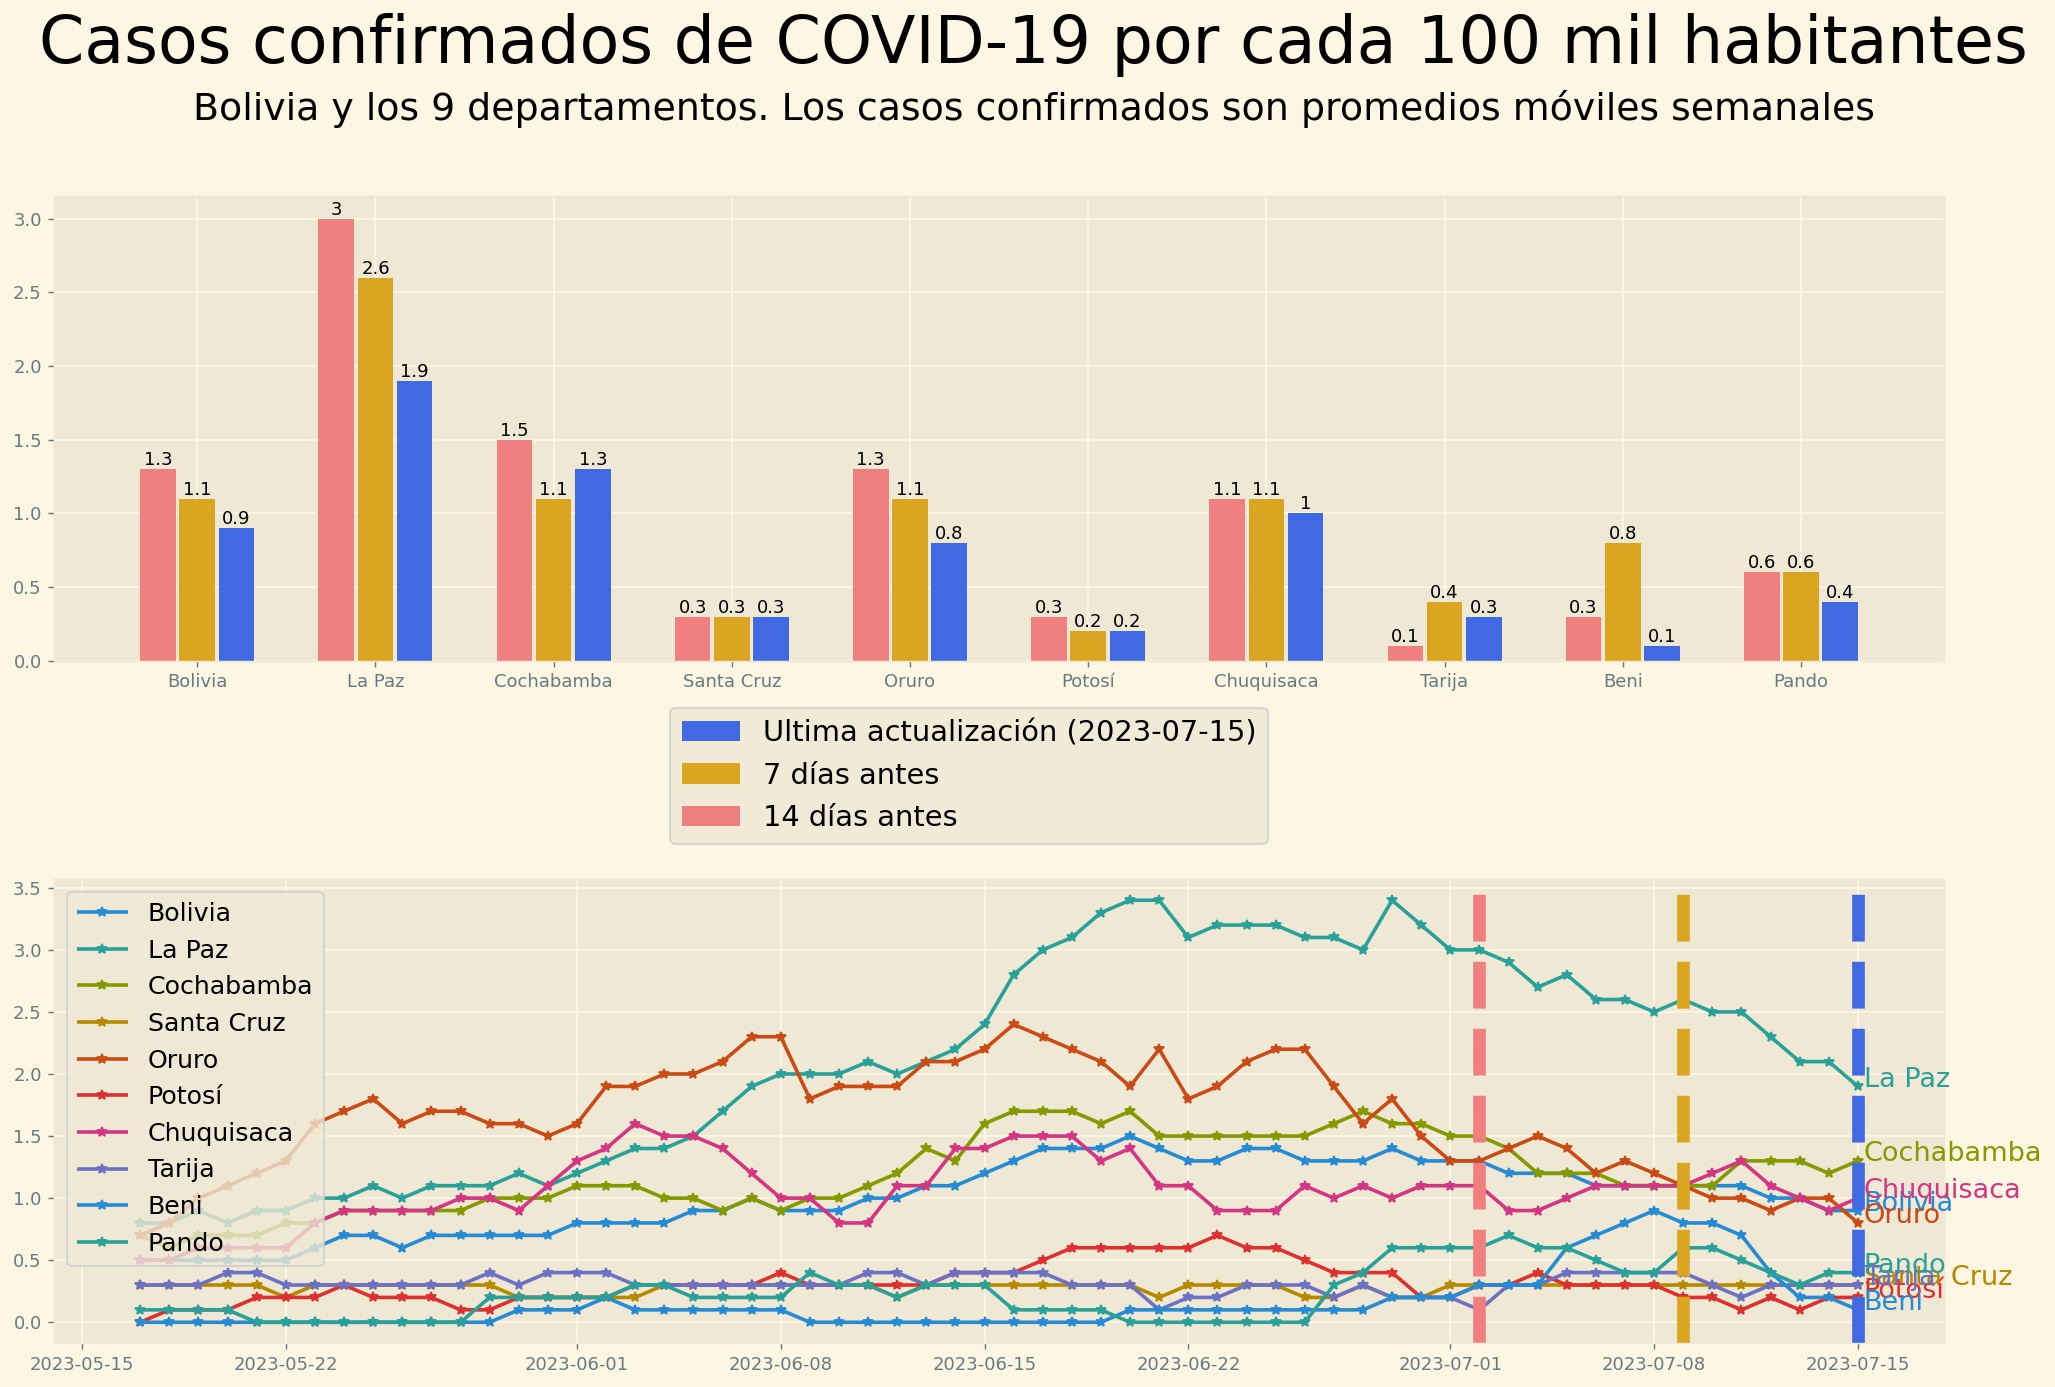 Casos confirmados de COVID-19 por cada 100 mil habitantes
Bolivia y los 9 departamentos. Los casos confirmados son promedios móviles semanales
3.0
2.5
2.0
1.5
1.0
0.5
0.0
1.3 1.1 0.9
3 2.6 1.9
1.5 1.1 1.3
0.3 0.3 0.3
1.3 1.1 0.8
0.3 0.2 0.2
1.1 1.1 1
0.1 0.4 0.3
0.3 0.8 0.1
0.6 0.6 0.4
Bolivia La Paz Cochabamba Santa Cruz Oruro Potosí Chuquisaca Tarija Beni Pando
Ultima actualización (2023-07-15)
7 días antes
14 días antes
3.5
3.0
2.5
2.0
1.5
1.0
0.5
0.0
Bolivia
La Paz
Cochabamba
Santa Cruz
Oruro
Potosí
Chuquisaca
Tarija
Beni
Pando
La Paz
Cochabamba
Chuquisaca
Bolivia
Oruro
Pando
Santa Cruz
Potosí
Beni
2023-05-15 2023-05-22 2023-06-01 2023-06-08 2023-06-15 2023-06-22 2023-07-01 2023-07-08 2023-07-15